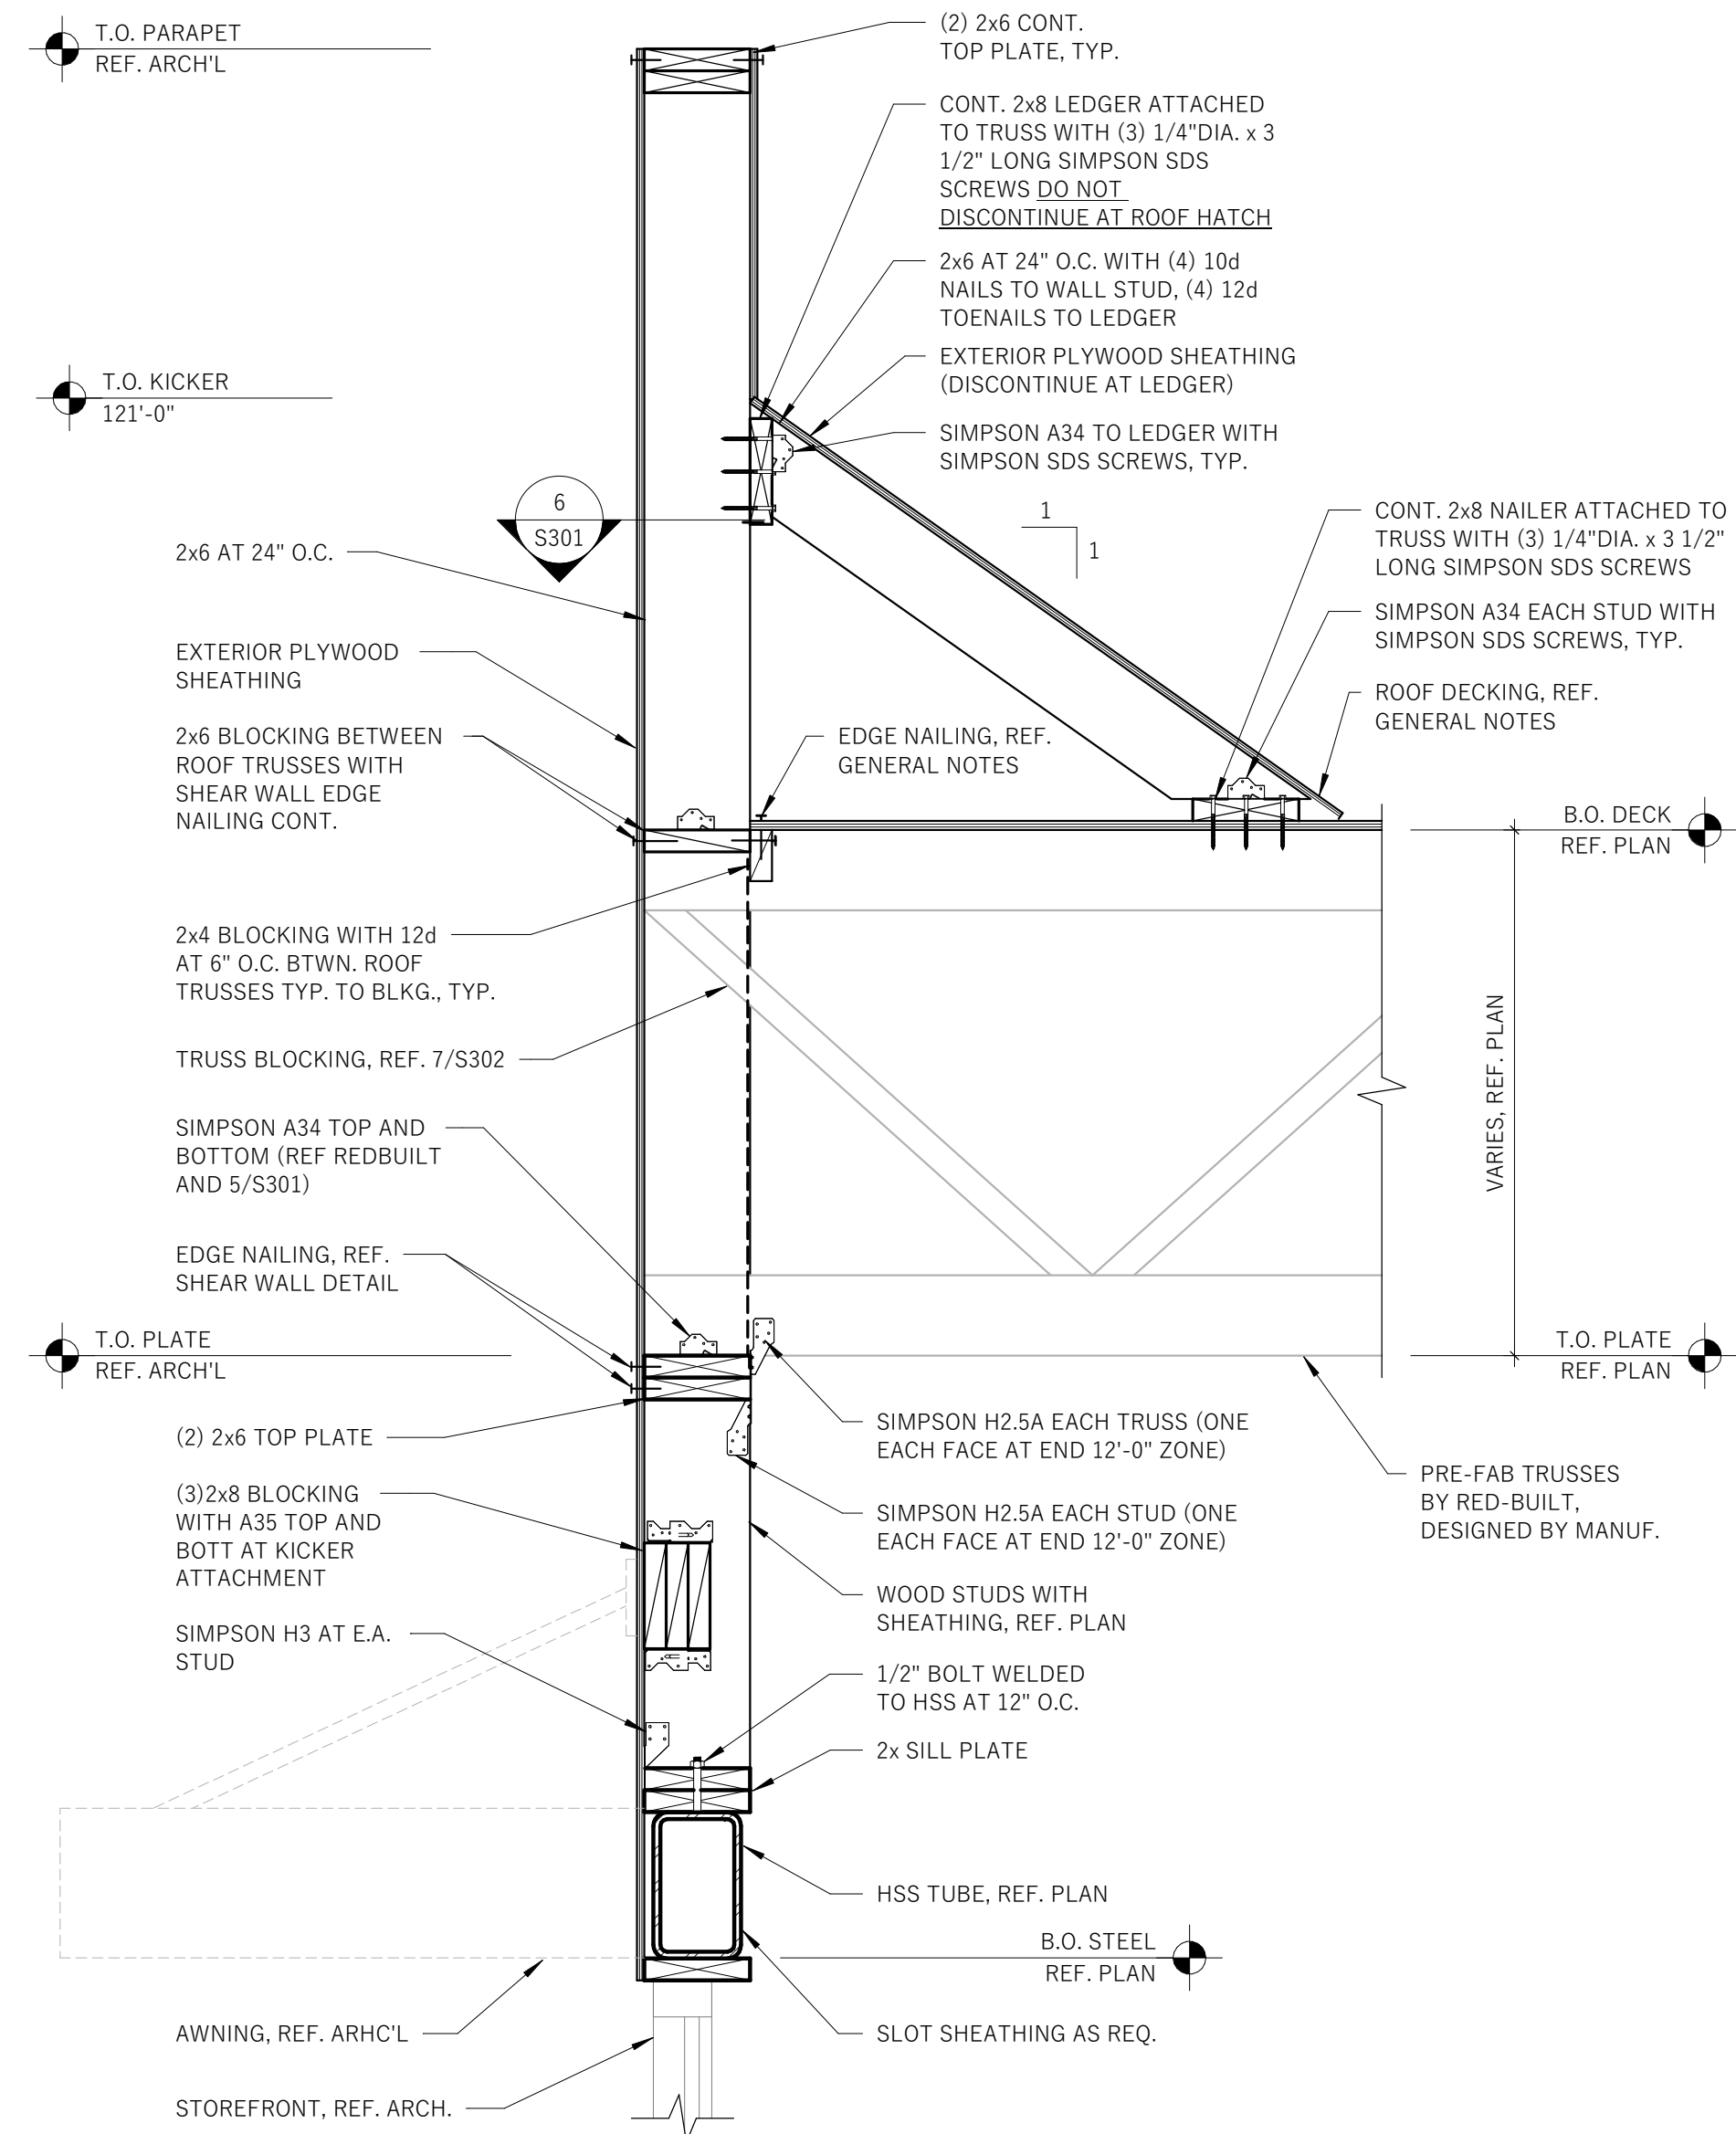 T.O. PARAPET
REF. ARCH'L
(2) 2x6 CONT.
TOP PLATE, TYP.
CONT. 2x8 LEDGER ATTACHED
TO TRUSS WITH (3) 1/4"DIA. x 3
1/2" LONG SIMPSON SDS
SCREWS DO NOT
DISCONTINUE AT ROOF HATCH
2x6 AT 24" O.C. WITH (4) 10d
NAILS TO WALL STUD, (4) 12d
TOENAILS TO LEDGER
EXTERIOR PLYWOOD SHEATHING
(DISCONTINUE AT LEDGER)
T.O. KICKER
121'-0"
SIMPSON A34 TO LEDGER WITH
SIMPSON SDS SCREWS, TYP.
6
S301
1
1
CONT. 2x8 NAILER ATTACHED TO
TRUSS WITH (3) 1/4"DIA. x 3 1/2"
LONG SIMPSON SDS SCREWS
2x6 AT 24" O.C.
SIMPSON A34 EACH STUD WITH
SIMPSON SDS SCREWS, TYP.
EXTERIOR PLYWOOD
SHEATHING
ROOF DECKING, REF.
GENERAL NOTES
2x6 BLOCKING BETWEEN
ROOF TRUSSES WITH
SHEAR WALL EDGE
NAILING CONT.
EDGE NAILING, REF.
GENERAL NOTES
B.O. DECK
REF. PLAN
2x4 BLOCKING WITH 12d
AT 6" O.C. BTWN. ROOF
TRUSSES TYP. TO BLKG., TYP.
TRUSS BLOCKING, REF. 7/S302
VARIES, REF. PLAN
SIMPSON A34 TOP AND
BOTTOM (REF REDBUILT
AND 5/S301)
EDGE NAILING, REF.
SHEAR WALL DETAIL
T.O. PLATE
REF. ARCH'L
T.O. PLATE
REF. PLAN
(2) 2x6 TOP PLATE
SIMPSON H2.5A EACH TRUSS (ONE
EACH FACE AT END 12'-0" ZONE)
PRE-FAB TRUSSES
BY RED-BUILT,
DESIGNED BY MANUF.
(3)2x8 BLOCKING
WITH A35 TOP AND
BOTT AT KICKER
ATTACHMENT
SIMPSON H2.5A EACH STUD (ONE
EACH FACE AT END 12'-0" ZONE)
WOOD STUDS WITH
SHEATHING, REF. PLAN
SIMPSON H3 AT E.A.
STUD
1/2" BOLT WELDED
TO HSS AT 12" O.C.
2x SILL PLATE
HSS TUBE, REF. PLAN
B.O. STEEL
REF. PLAN
AWNING, REF. ARHC'L
SLOT SHEATHING AS REQ.
STOREFRONT, REF. ARCH.